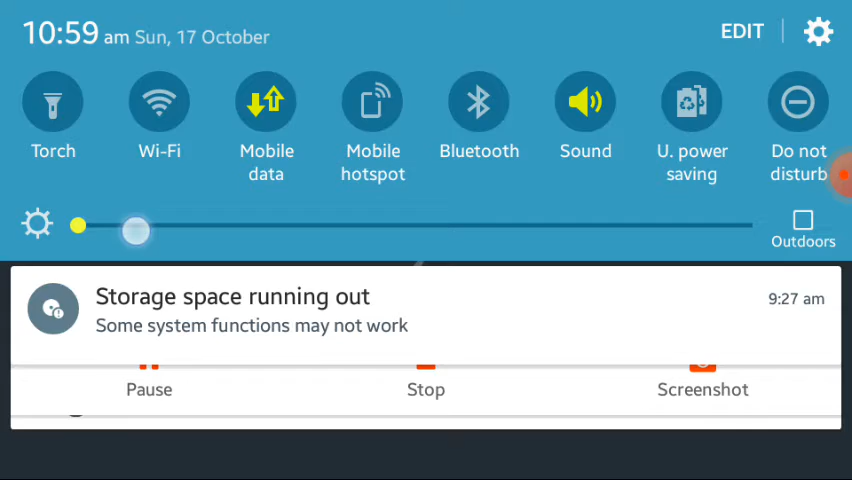 10:59 am Sun, 17 October
EDIT
Torch
Wi-Fi
Mobile
data
Mobile
hotspot
Bluetooth
Sound
U. power
saving
Do not
disturb
Outdoors
Storage space running out
9:27 am
Some system functions may not work
Pause
Stop
Screenshot